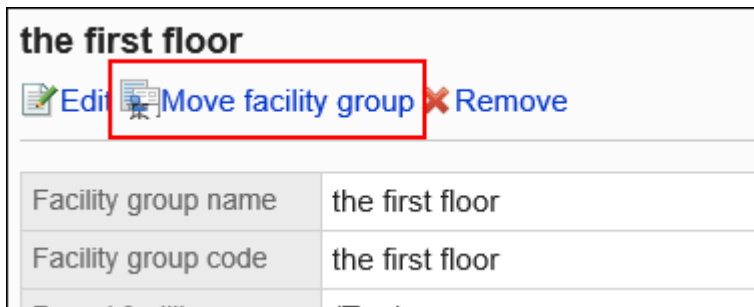 the first floor
Edit Move facility group Remove
Facility group name the first floor
Facility group code the first floor